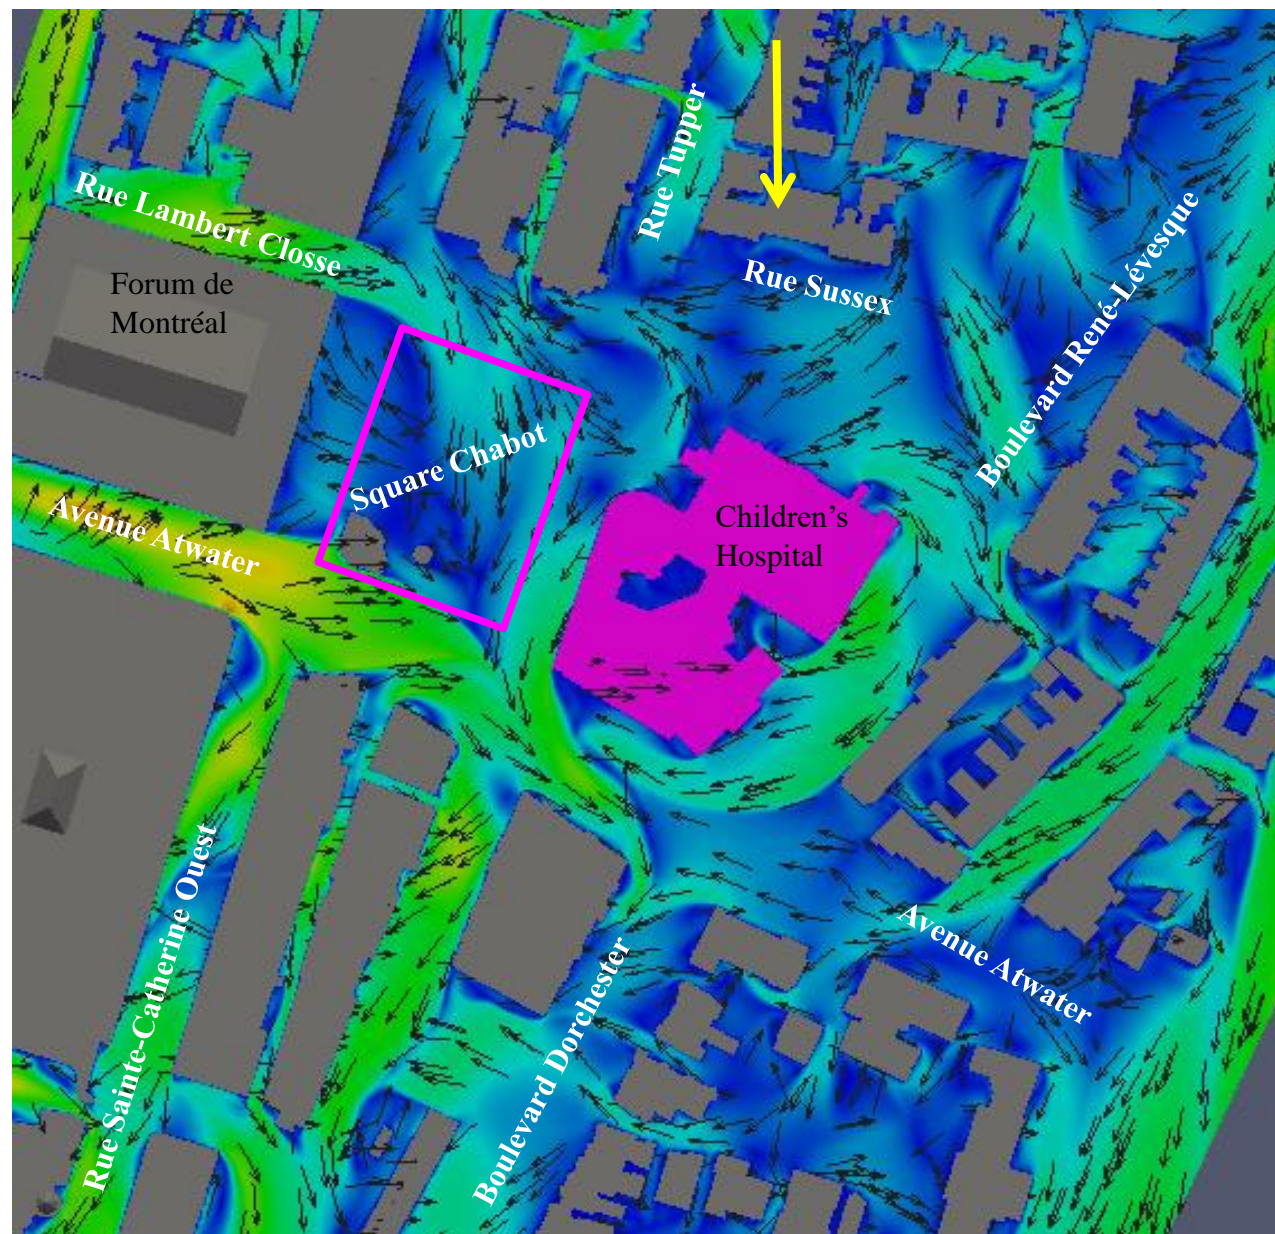 Rue Tupper
Rue Lambert Closse
Rue Sussex
Forum de
Montréal
Boulevard René-Lévesque
Square Chabot
Avenue Atwater
Children's
Hospital
Rue Sainte-Catherine Ouest
Avenue Atwater
Boulevard Dorchester